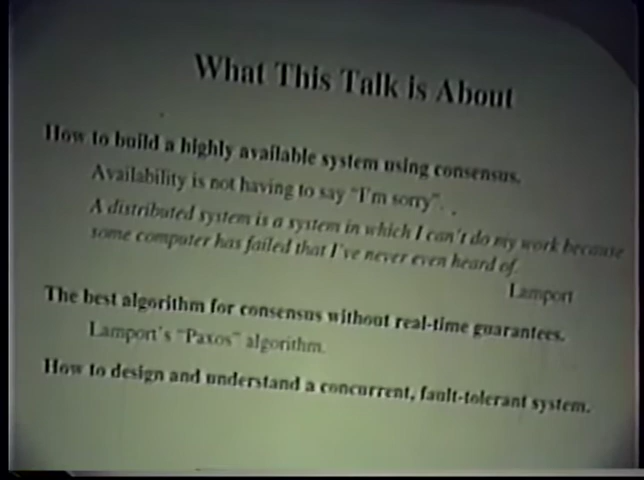 What This Talk is About
How to build a highly available system using consensus.
Availability is not having to say "I'm sorry". .
A distributed system is a system in which I can't do my work because
some computer has failed that I've never even heard of.
Lamport
The best algorithm for consensus without real-time guarantees.
Lamport's "Paxos" algorithm.
How to design and understand a concurrent, fault-tolerant system.